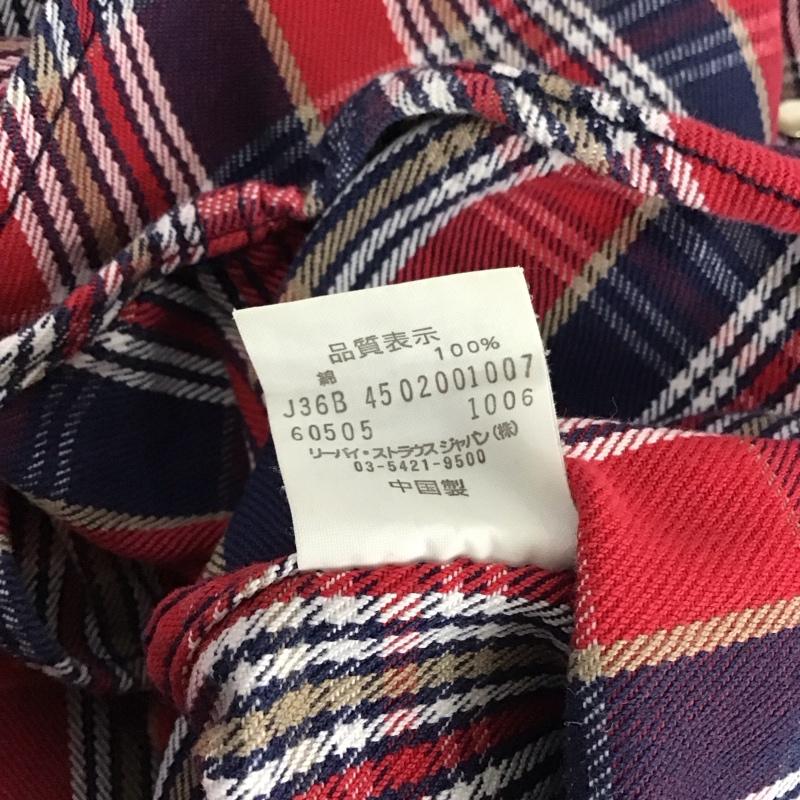 品質表示
綿 100%
J36B 4502001007
60505 1006
リーバイ・ストラウスジャパン(株)
03-5421-9500
中国製